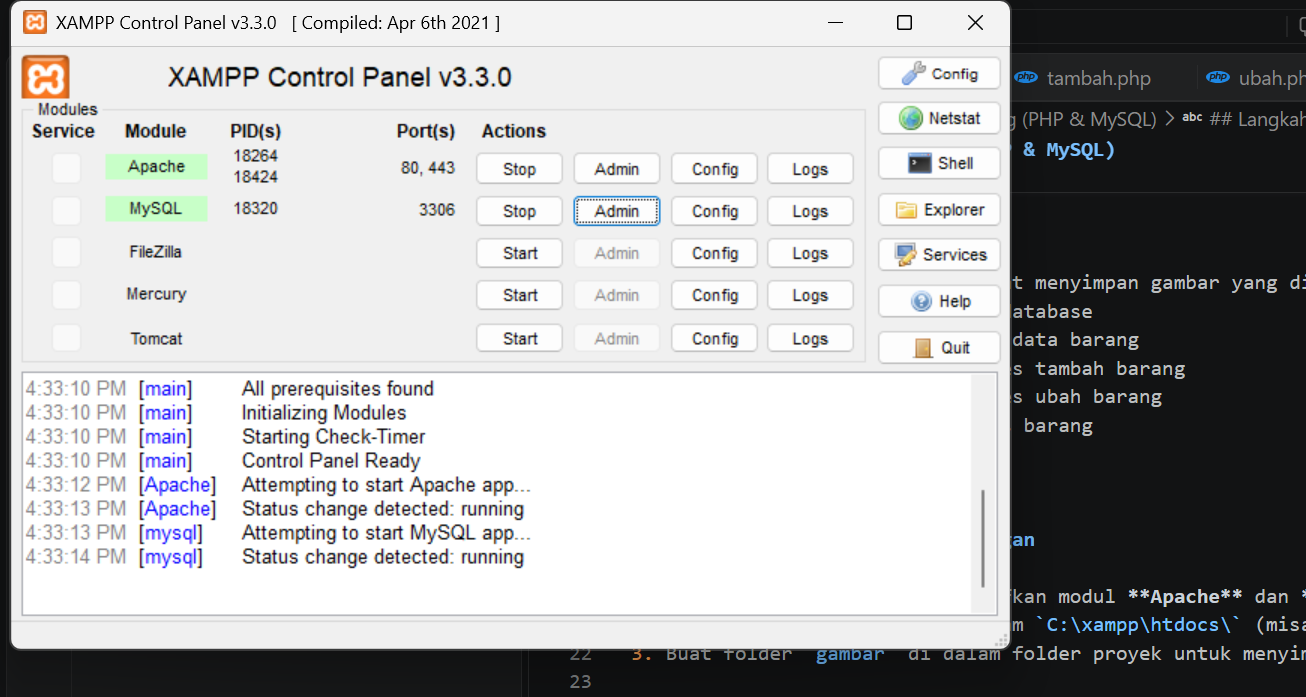 XAMPP Control Panel v3.3.0 [ Compiled: Apr 6th 2021 ]
XAMPP Control Panel v3.3.0
Config
Modules
Service Module PID(s) Port(s) Actions
Netstat
Apache 18264 18424 80, 443 Stop Admin Config Logs
Shell
MySQL 18320 3306 Stop Admin Config Logs
Explorer
FileZilla Start Admin Config Logs
Services
Mercury Start Admin Config Logs
Help
Tomcat Start Admin Config Logs
Quit
4:33:10 PM [main] All prerequisites found
4:33:10 PM [main] Initializing Modules
4:33:10 PM [main] Starting Check-Timer
4:33:10 PM [main] Control Panel Ready
4:33:12 PM [Apache] Attempting to start Apache app...
4:33:13 PM [Apache] Status change detected: running
4:33:13 PM [mysql] Attempting to start MySQL app...
4:33:14 PM [mysql] Status change detected: running
php tambah.php php ubah.ph
(PHP & MySQL) > abc ## Langkah
& MySQL)
menyimpan gambar yang di
database
data barang
tambah barang
ubah barang
barang
modul **Apache** dan *
`C:\xampp\htdocs\` (misa
22 3. Buat folder `gambar` di dalam folder proyek untuk menyim
23